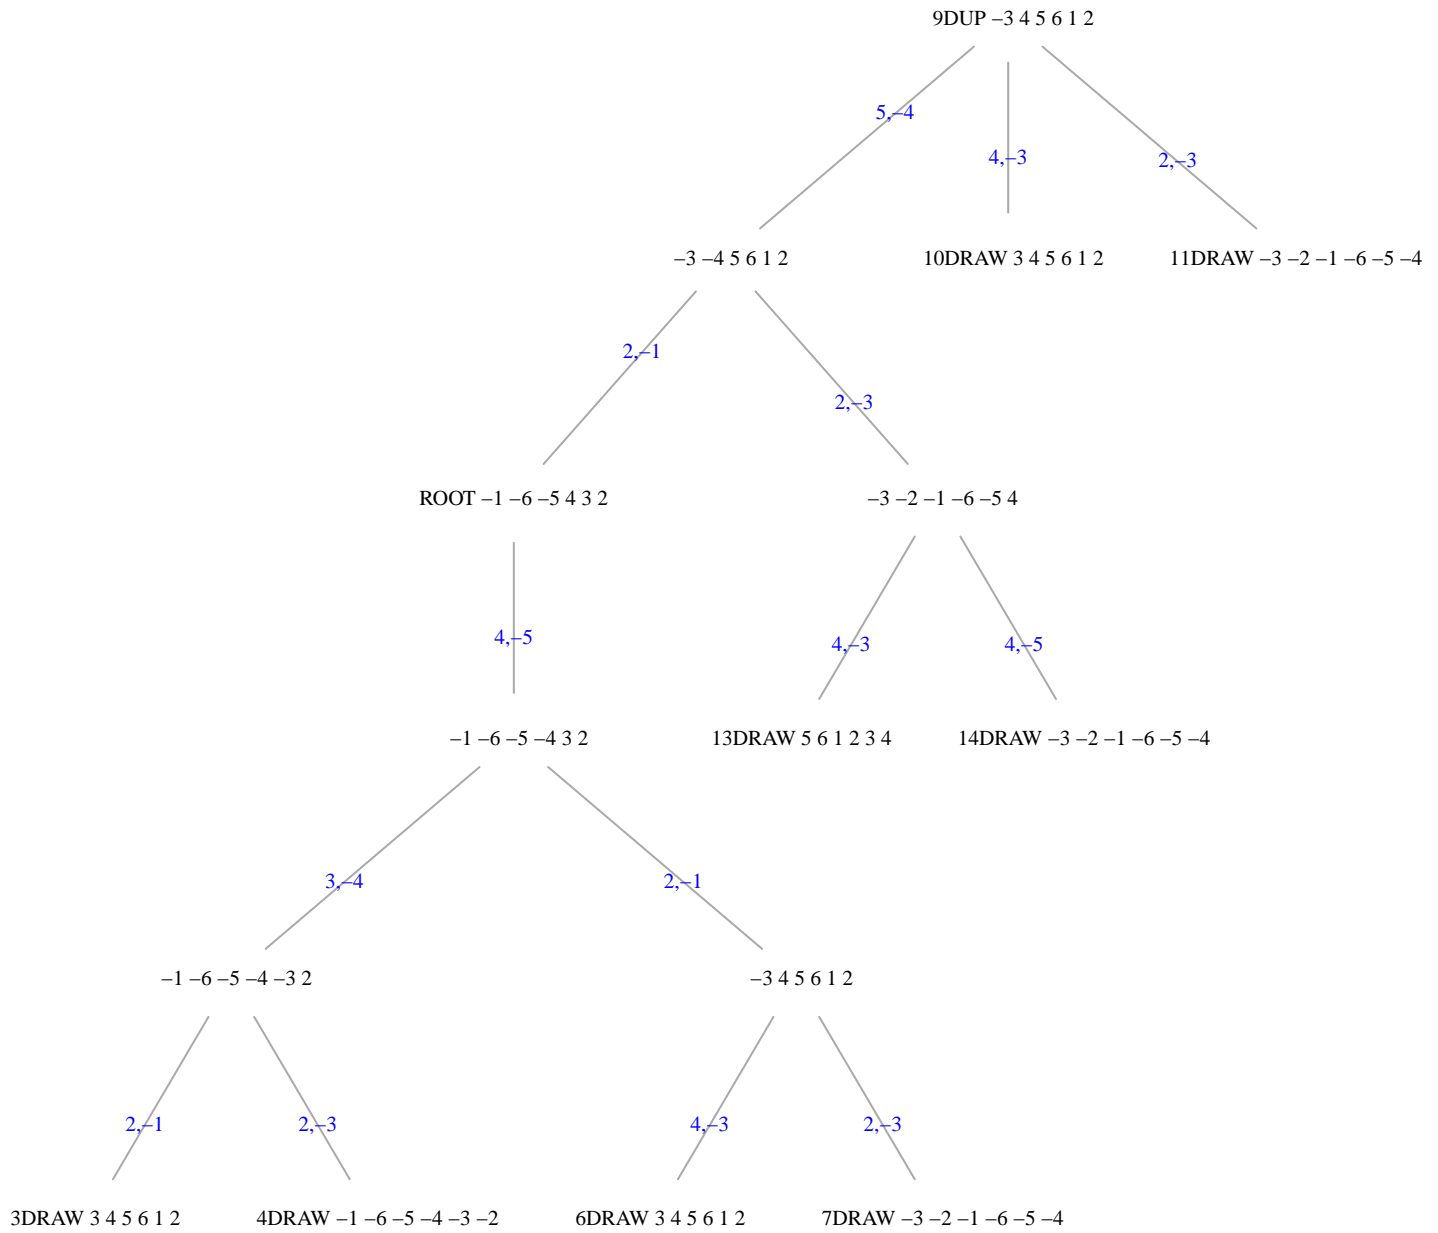 9DUP –3 4 5 6 1 2
5,–4
4,–3
2,–3
–3 –4 5 6 1 2
10DRAW 3 4 5 6 1 2
11DRAW –3 –2 –1 –6 –5 –4
2,–1
2,–3
ROOT –1 –6 –5 4 3 2
–3 –2 –1 –6 –5 4
4,–5
4,–3
4,–5
–1 –6 –5 –4 3 2
13DRAW 5 6 1 2 3 4
14DRAW –3 –2 –1 –6 –5 –4
3,–4
2,–1
–1 –6 –5 –4 –3 2
–3 4 5 6 1 2
2,–1
2,–3
4,–3
2,–3
3DRAW 3 4 5 6 1 2
4DRAW –1 –6 –5 –4 –3 –2
6DRAW 3 4 5 6 1 2
7DRAW –3 –2 –1 –6 –5 –4